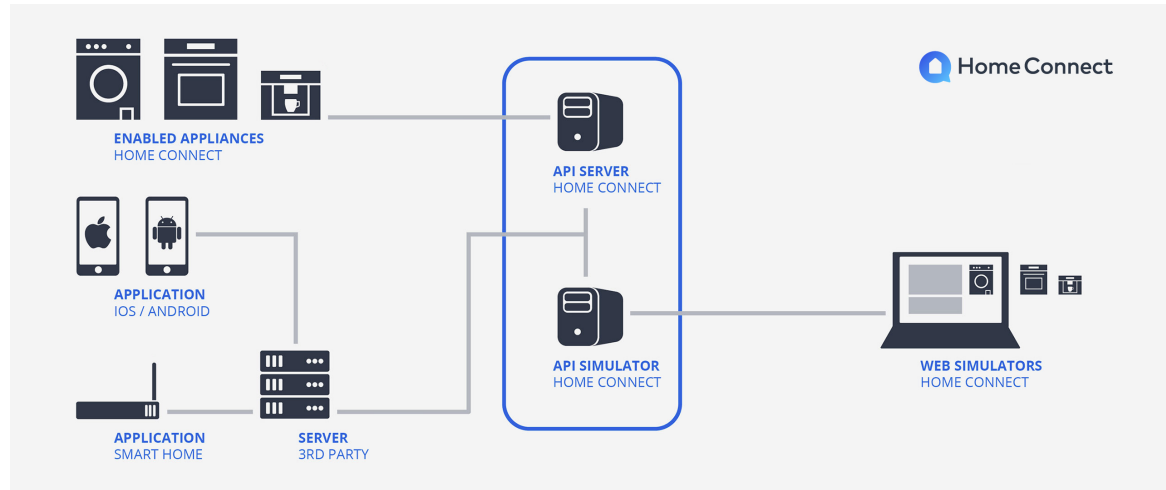 Home Connect
ENABLED APPLIANCES
HOME CONNECT
API SERVER
HOME CONNECT
APPLICATION
IOS / ANDROID
API SIMULATOR
HOME CONNECT
WEB SIMULATORS
HOME CONNECT
APPLICATION
SMART HOME
SERVER
3RD PARTY